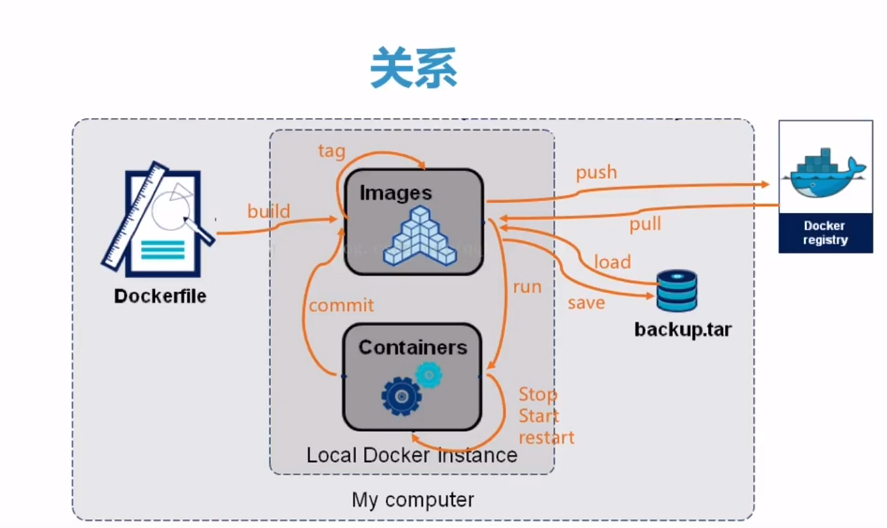 关系
tag
Images
push
build
pull
Docker
registry
load
Dockerfile
commit
run
save
backup.tar
Containers
Stop
Start
restart
Local Docker Instance
My computer